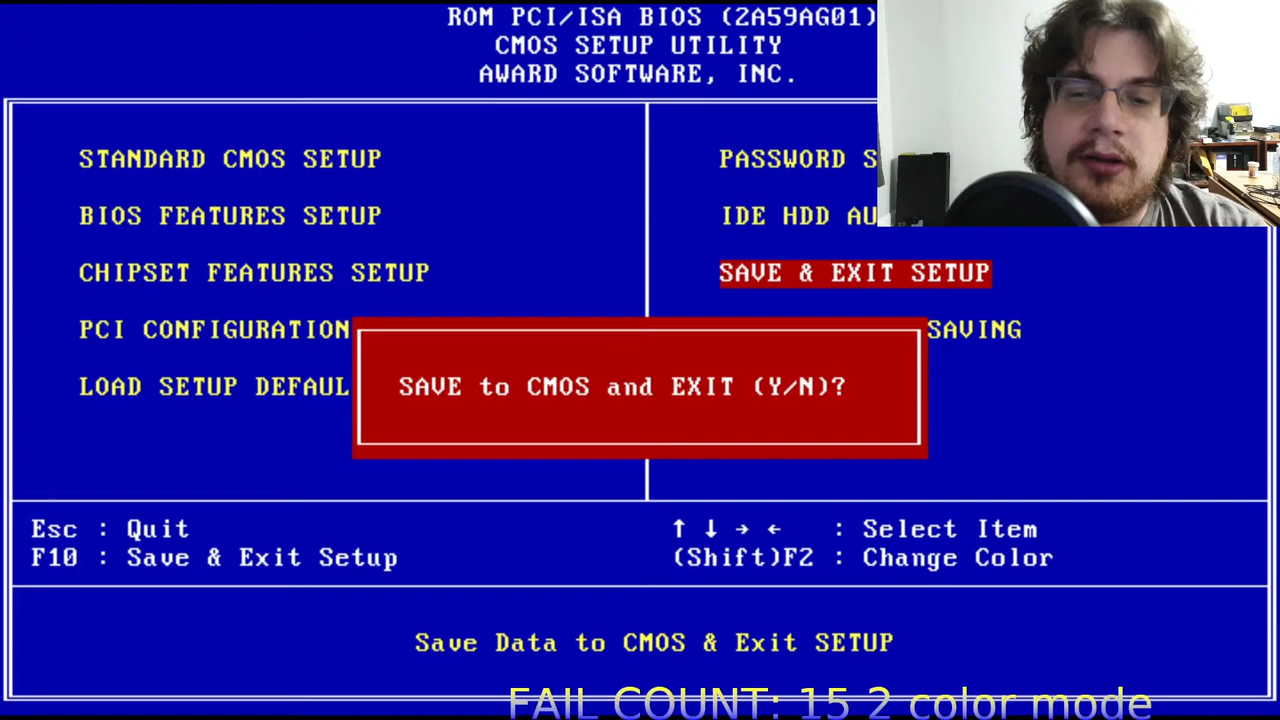 ROM PCI/ISA BIOS (2A59AG01)
CMOS SETUP UTILITY
AWARD SOFTWARE, INC.
STANDARD CMOS SETUP
BIOS FEATURES SETUP
CHIPSET FEATURES SETUP
PCI CONFIGURATION
LOAD SETUP DEFAUL
PASSWORD S
IDE HDD AU
SAVE & EXIT SETUP
SAVING
SAVE to CMOS and EXIT (Y/N)?
Esc : Quit
F10 : Save & Exit Setup
↑ ↓ → ← : Select Item
(Shift)F2 : Change Color
Save Data to CMOS & Exit SETUP
FAIL COUNT: 15 2 color mode